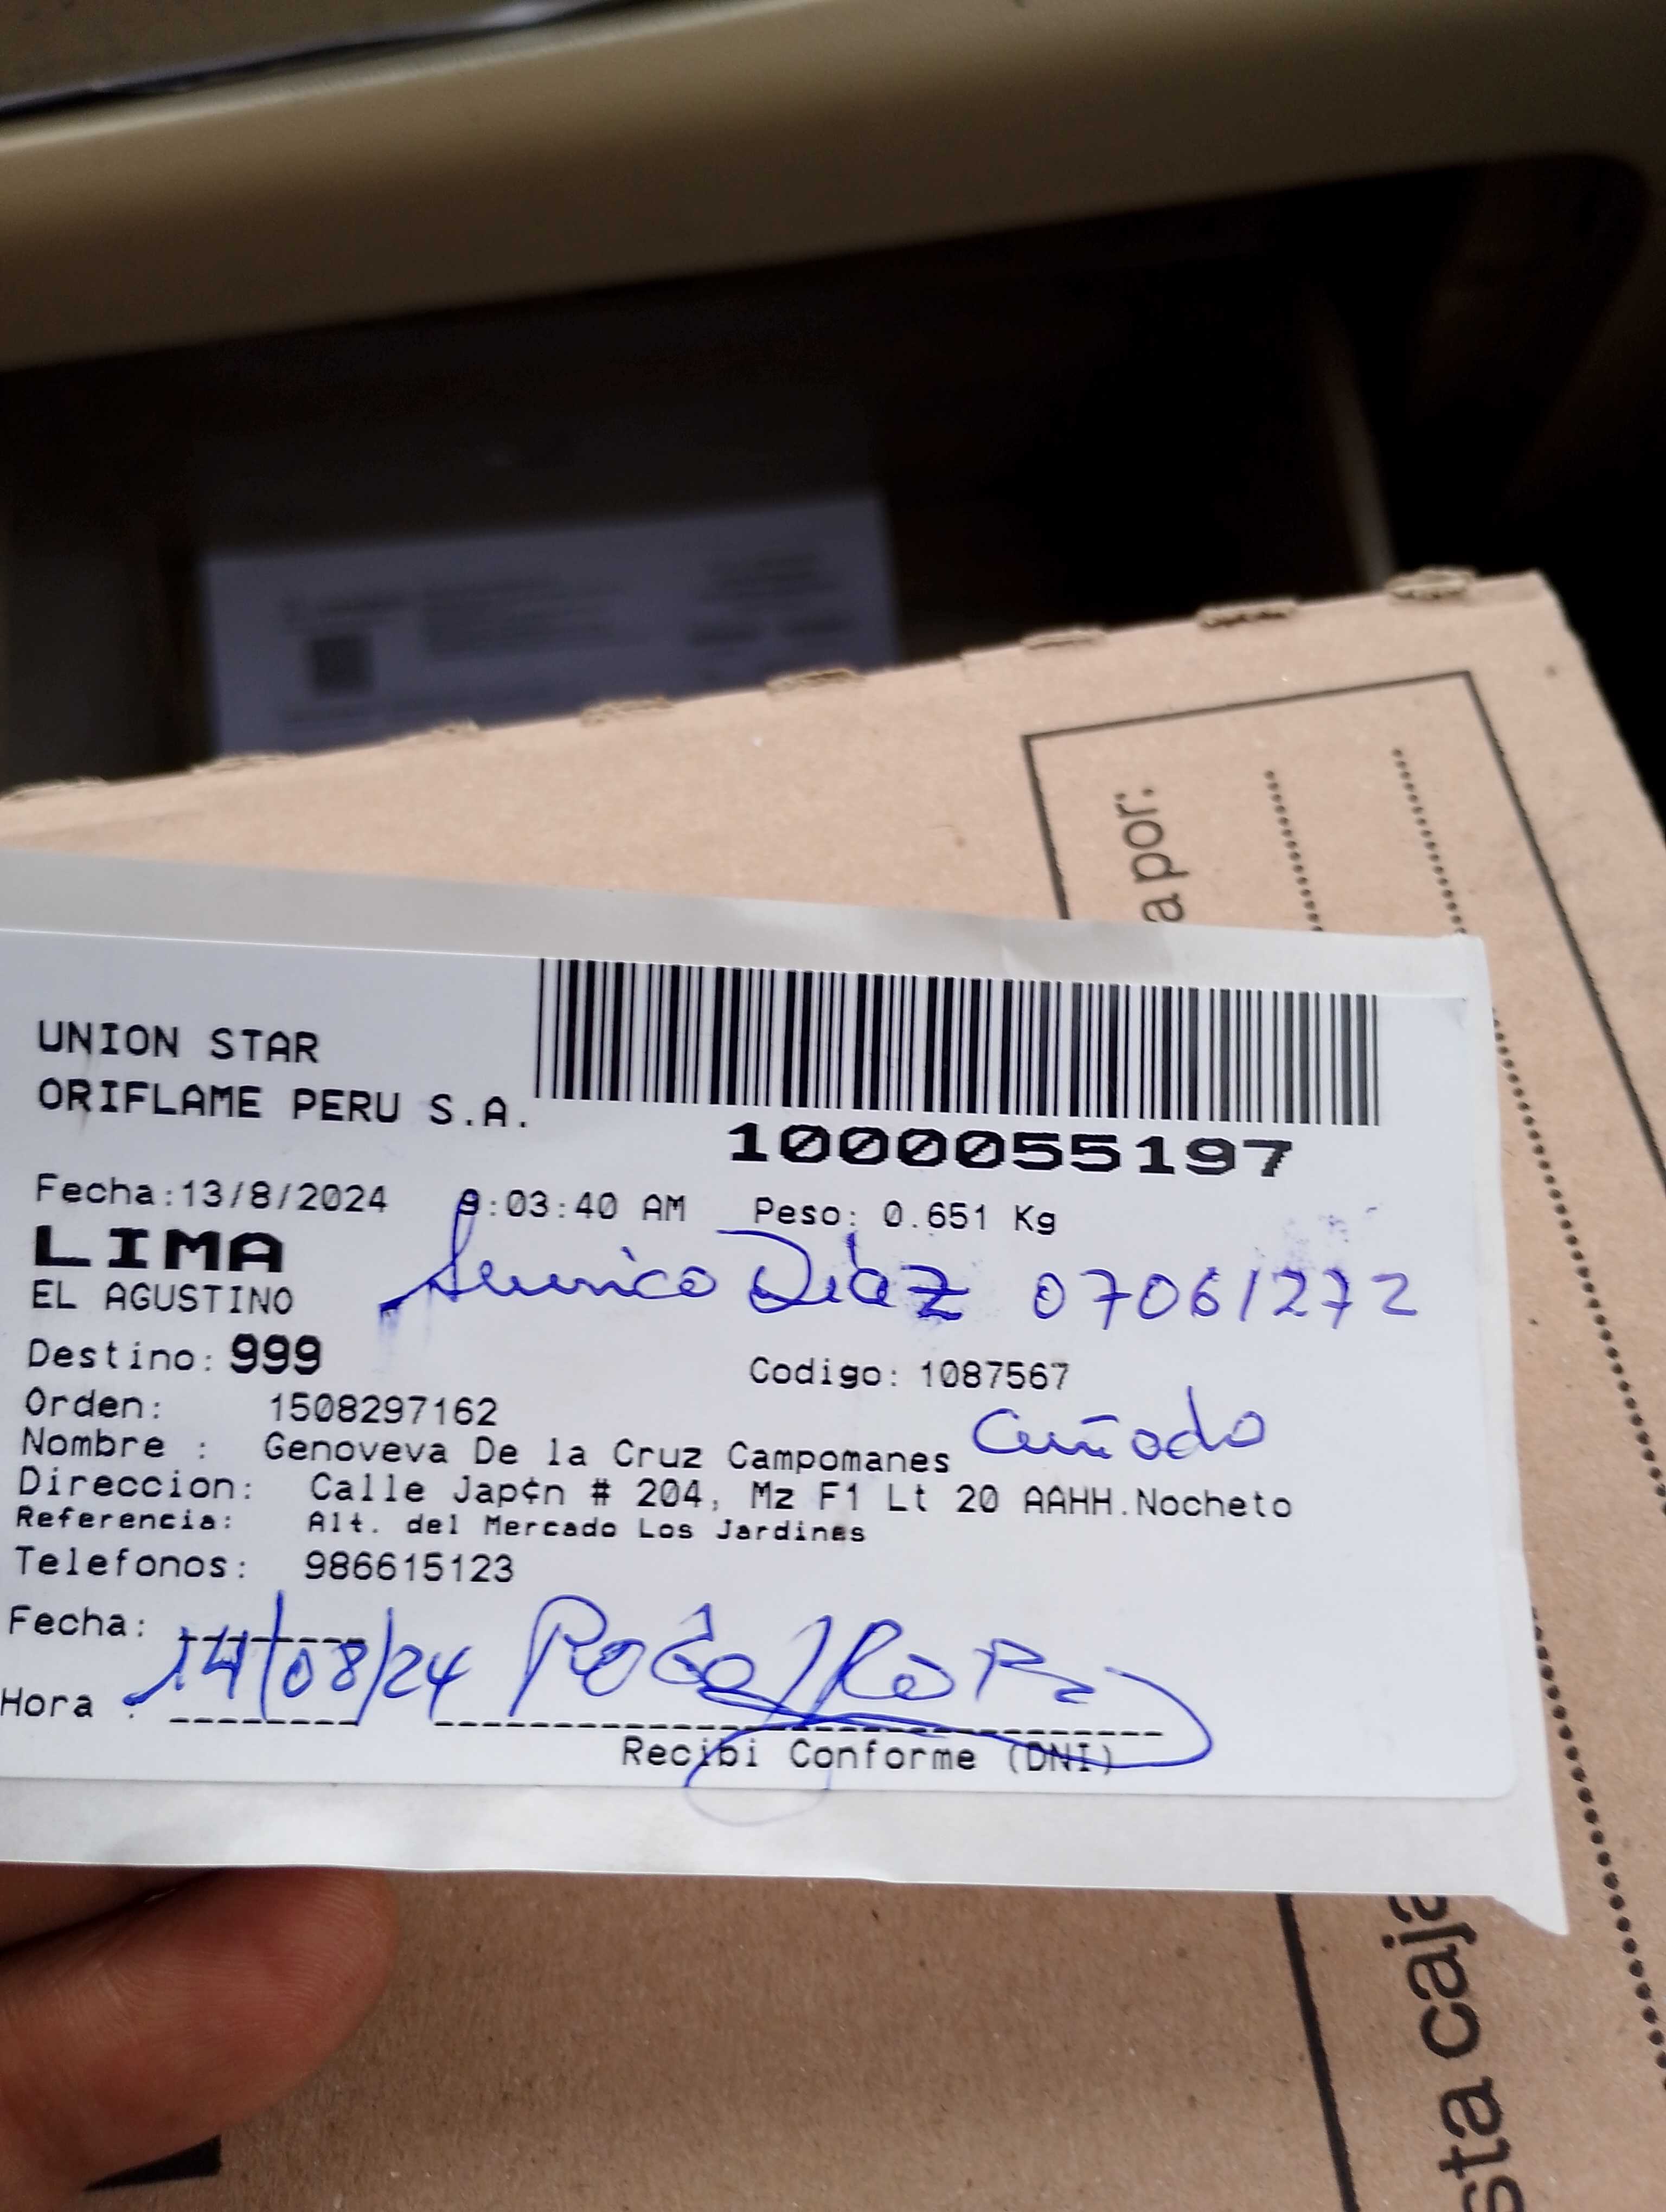 UNION STAR
ORIFLAME PERU S.A.
1000055197
Fecha:13/8/2024 9:03:40 AM Peso: 0.651 Kg
LIMA
EL AGUSTINO
Diaz 07061272
Destino: 999 Codigo: 1087567
Orden: 1508297162
Nombre : Genoveva De la Cruz Campomanes Cuñado
Direccion: Calle Jap¢n # 204, Mz F1 Lt 20 AAHH.Nocheto
Referencia: Alt. del Mercado Los Jardines
Telefonos: 986615123
Fecha: 14/08/24
Hora :
Recibi Conforme (DNI)
a por:
sta caja